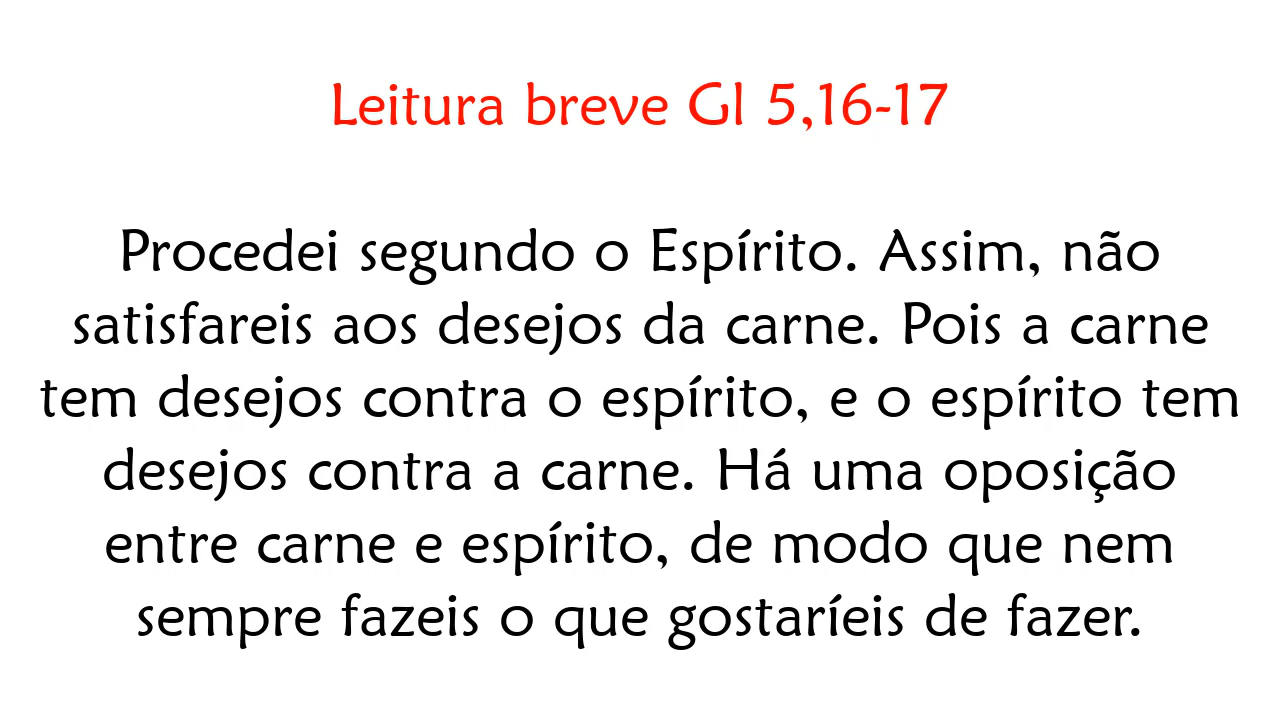 Leitura breve Gl 5,16-17
Procedei segundo o Espírito. Assim, não
satisfareis aos desejos da carne. Pois a carne
tem desejos contra o espírito, e o espírito tem
desejos contra a carne. Há uma oposição
entre carne e espírito, de modo que nem
sempre fazeis o que gostaríeis de fazer.